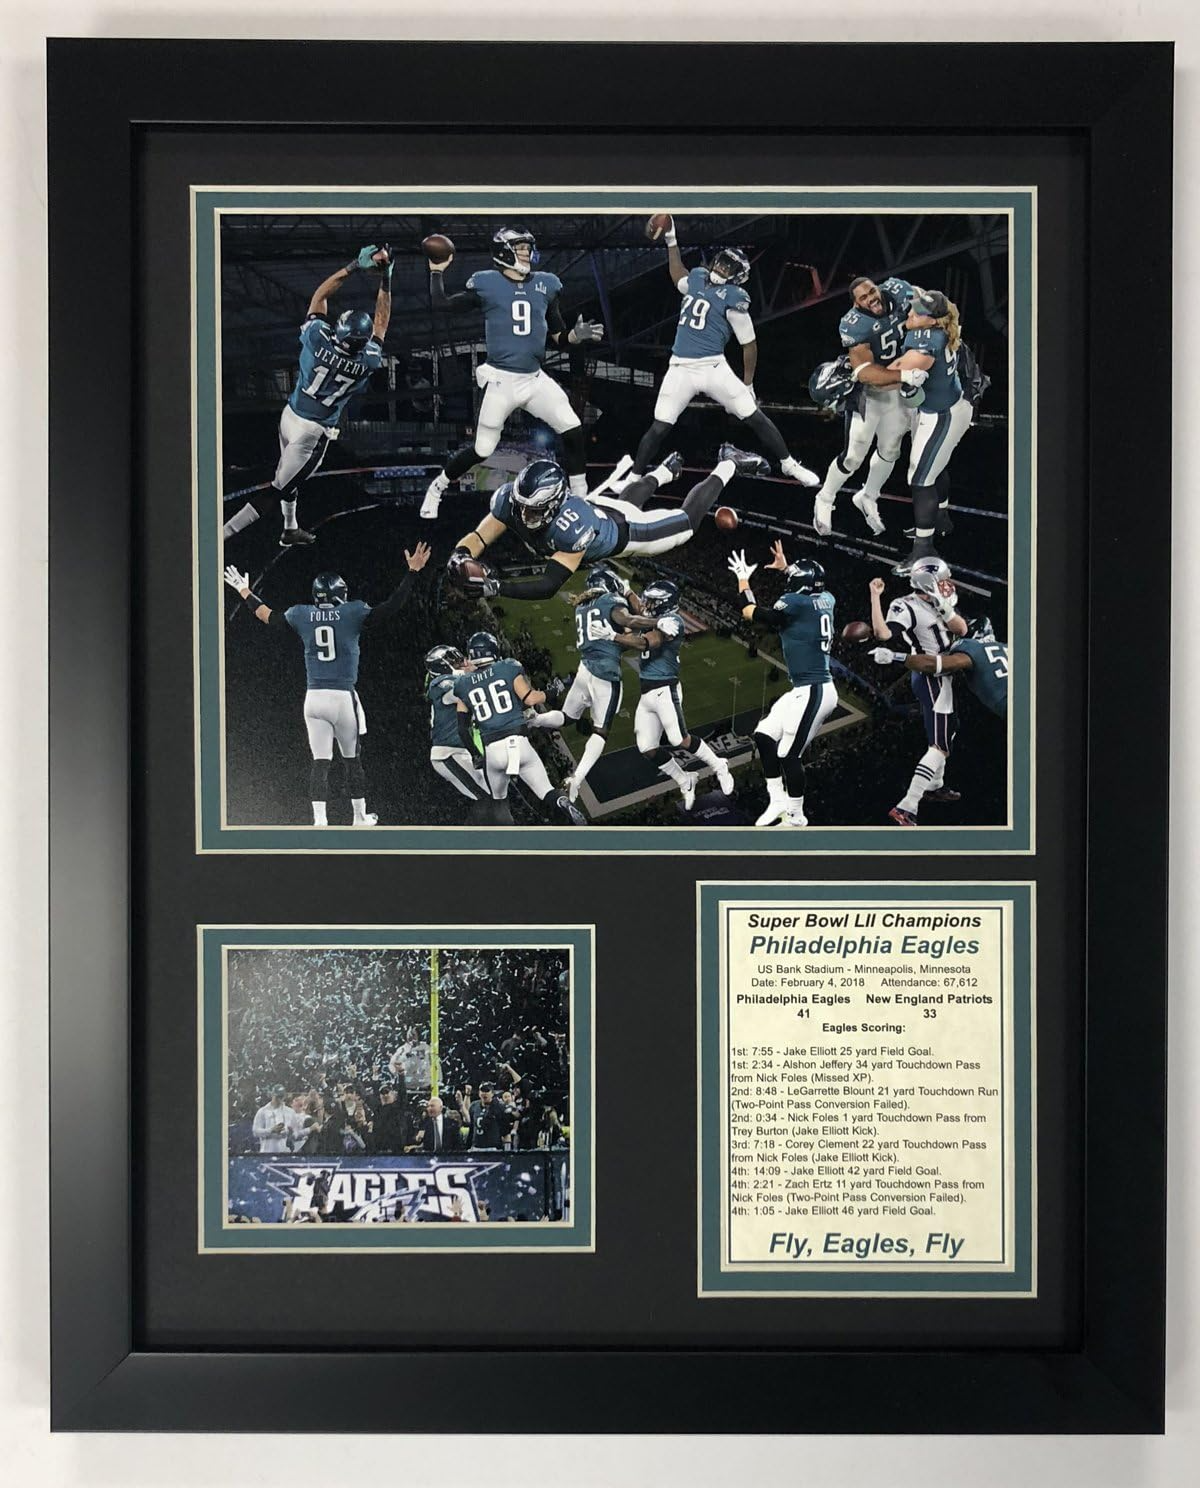 9
LII
29
JEFFERY
17
55
94
86
FOLES
9
ERTZ
86
36
FOLES
9
EAGLES
Super Bowl LII Champions
Philadelphia Eagles
US Bank Stadium - Minneapolis, Minnesota
Date: February 4, 2018 Attendance: 67,612
Philadelphia Eagles New England Patriots
41 33
Eagles Scoring:
1st: 7:55 - Jake Elliott 25 yard Field Goal.
1st: 2:34 - Alshon Jeffery 34 yard Touchdown Pass
from Nick Foles (Missed XP).
2nd: 8:48 - LeGarrette Blount 21 yard Touchdown Run
(Two-Point Pass Conversion Failed).
2nd: 0:34 - Nick Foles 1 yard Touchdown Pass from
Trey Burton (Jake Elliott Kick).
3rd: 7:18 - Corey Clement 22 yard Touchdown Pass
from Nick Foles (Jake Elliott Kick).
4th: 14:09 - Jake Elliott 42 yard Field Goal.
4th: 2:21 - Zach Ertz 11 yard Touchdown Pass from
Nick Foles (Two-Point Pass Conversion Failed).
4th: 1:05 - Jake Elliott 46 yard Field Goal.
Fly, Eagles, Fly